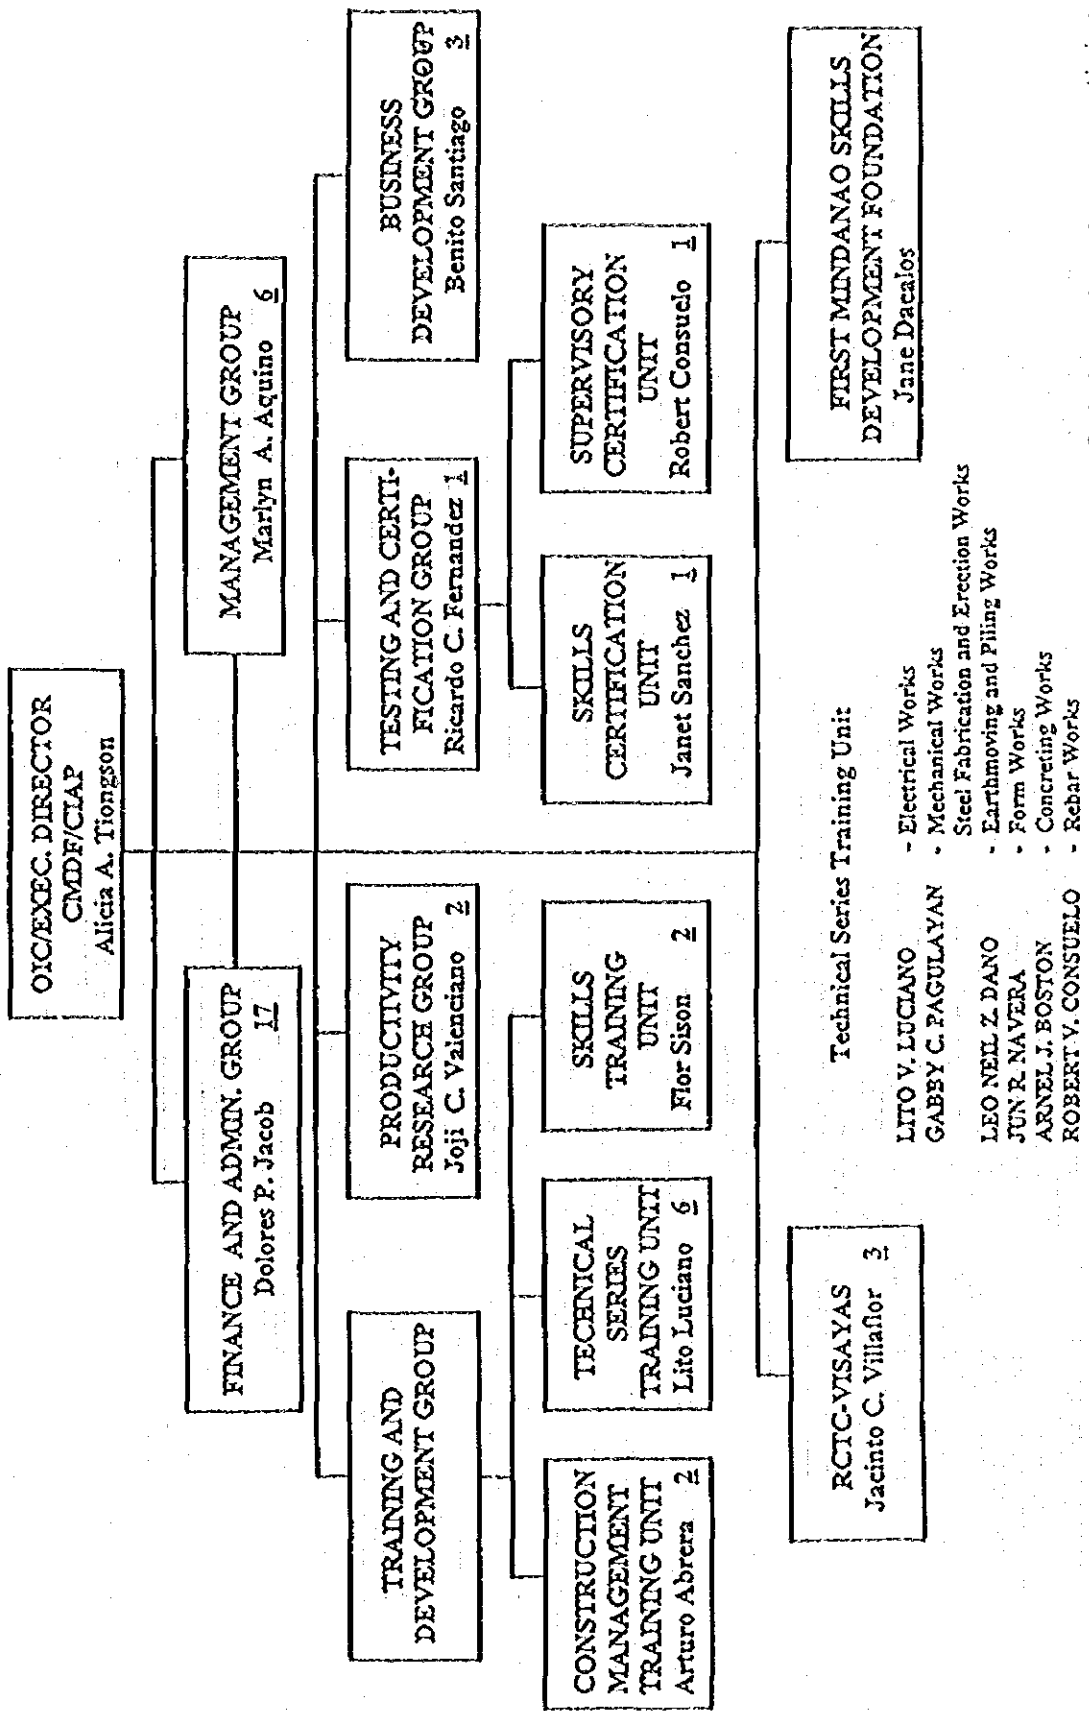 OIC/EXEC. DIRECTOR
CMDF/CIAP
Alicia A. Tiongson
FINANCE AND ADMIN. GROUP
Dolores P. Jacob 17
MANAGEMENT GROUP
Marlyn A. Aquino 6
TRAINING AND
DEVELOPMENT GROUP
PRODUCTIVITY
RESEARCH GROUP
Joji C. Valenciano 2
TESTING AND CERTI-
FICATION GROUP
Ricardo C. Fernandez 1
BUSINESS
DEVELOPMENT GROUP
Benito Santiago 3
CONSTRUCTION
MANAGEMENT
TRAINING UNIT
Arturo Abrera 2
TECHNICAL
SERIES
TRAINING UNIT
Lito Luciano 6
SKILLS
TRAINING
UNIT
Flor Sison 2
SKILLS
CERTIFICATION
UNIT
Janet Sanchez 1
SUPERVISORY
CERTIFICATION
UNIT
Robert Consuelo 1
RCTC-VISAYAS
Jacinto C. Villaflor 3
FIRST MINDANAO SKILLS
DEVELOPMENT FOUNDATION
Jane Dacalos
Technical Series Training Unit
LITO V. LUCIANO - Electrical Works
GABBY C. PAGULAYAN - Mechanical Works
Steel Fabrication and Erection Works
LEO NEIL Z. DANO - Earthmoving and Piling Works
JUN R. NAVERA - Form Works
ARNEL J. BOSTON - Concreting Works
ROBERT V. CONSUELO - Rebar Works